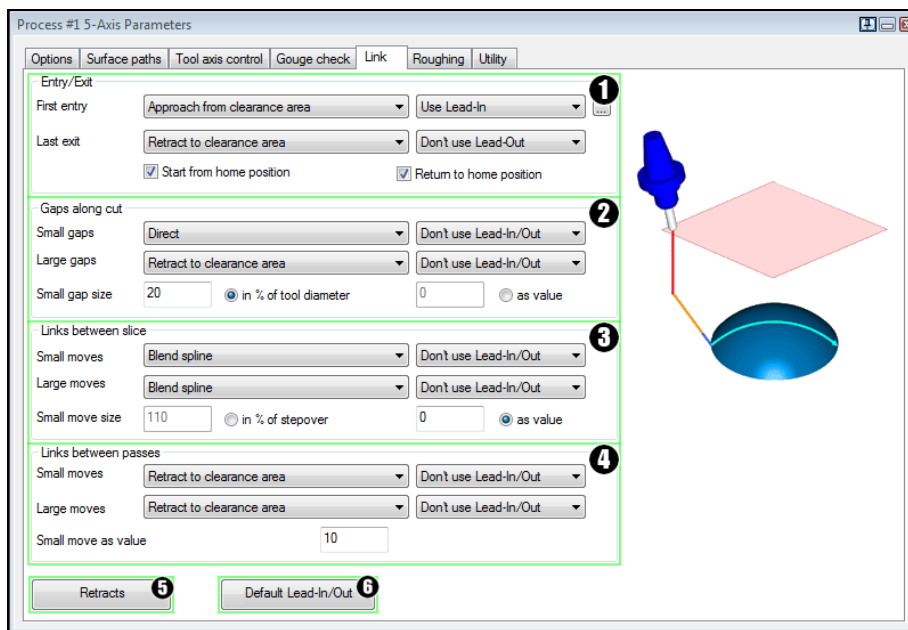 Process #1 5-Axis Parameters
Options Surface paths Tool axis control Gouge check Link Roughing Utility
Entry/Exit
1
First entry Approach from clearance area Use Lead-In ...
Last exit Retract to clearance area Don't use Lead-Out
Start from home position Return to home position
Gaps along cut
2
Small gaps Direct Don't use Lead-In/Out
Large gaps Retract to clearance area Don't use Lead-In/Out
Small gap size 20 in % of tool diameter 0 as value
Links between slice
3
Small moves Blend spline Don't use Lead-In/Out
Large moves Blend spline Don't use Lead-In/Out
Small move size 110 in % of stepover 0 as value
Links between passes
4
Small moves Retract to clearance area Don't use Lead-In/Out
Large moves Retract to clearance area Don't use Lead-In/Out
Small move as value 10
Retracts 5 Default Lead-In/Out 6